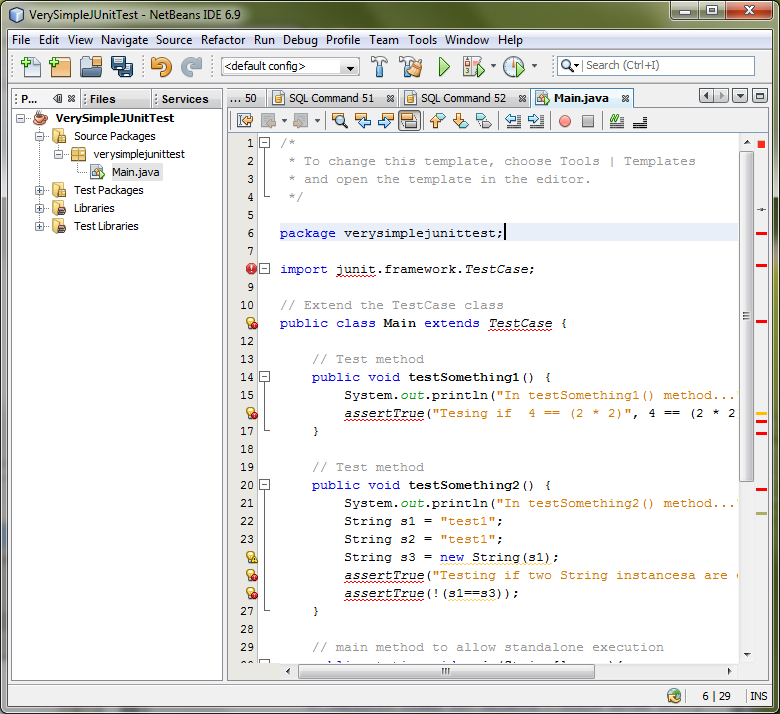 VerySimpleJUnitTest - NetBeans IDE 6.9
File Edit View Navigate Source Refactor Run Debug Profile Team Tools Window Help
<default config>
Search (Ctrl+I)
P... Files Services
... 50 SQL Command 51 SQL Command 52 Main.java
VerySimpleJUnitTest
Source Packages
verysimplejunittest
Main.java
Test Packages
Libraries
Test Libraries
1 /*
2  * To change this template, choose Tools | Templates
3  * and open the template in the editor.
4  */
5
6 package verysimplejunittest;
7
import junit.framework.TestCase;
9
10 // Extend the TestCase class
public class Main extends TestCase {
12
13     // Test method
14     public void testSomething1() {
15         System.out.println("In testSomething1() method..."
assertTrue("Tesing if  4 == (2 * 2)", 4 == (2 * 2
17     }
18
19     // Test method
20     public void testSomething2() {
21         System.out.println("In testSomething2() method..."
22         String s1 = "test1";
23         String s2 = "test1";
String s3 = new String(s1);
assertTrue("Testing if two String instancesa are
assertTrue(!(s1==s3));
27     }
28
29     // main method to allow standalone execution
6 | 29 INS